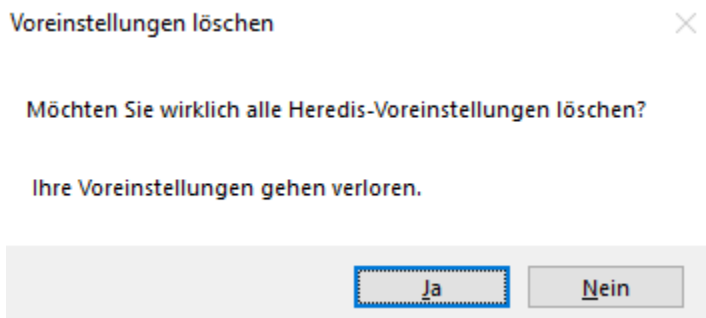 Voreinstellungen löschen
Möchten Sie wirklich alle Heredis-Voreinstellungen löschen?
Ihre Voreinstellungen gehen verloren.
Ja Nein